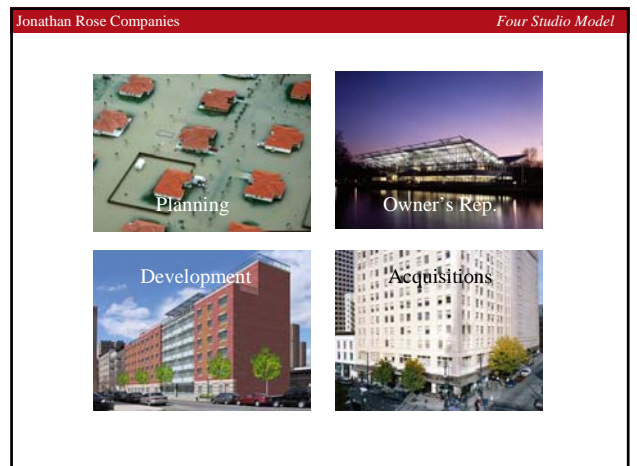 Jonathan Rose Companies
Four Studio Model
Planning
Owner's Rep.
Development
Acquisitions